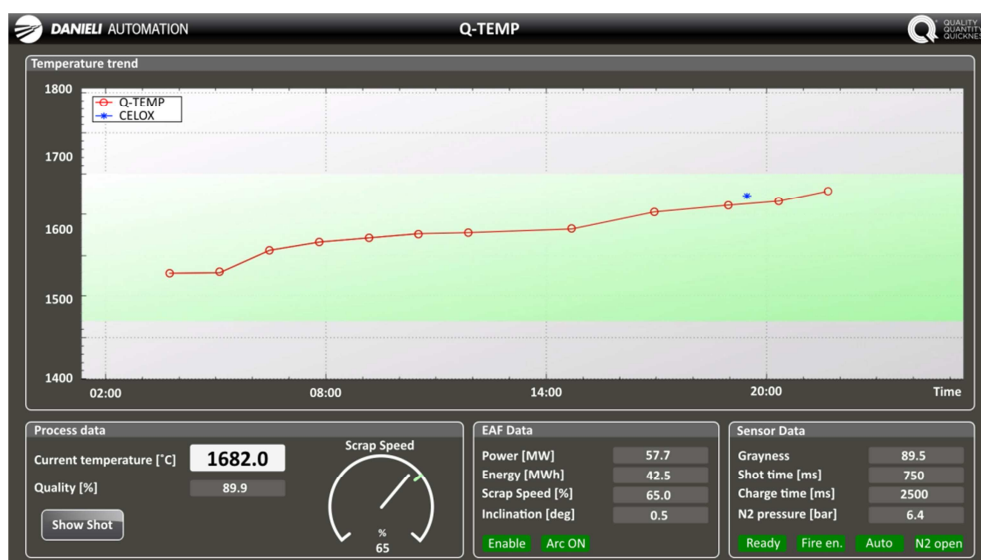 DANIELI AUTOMATION
Q-TEMP
QUALITY
QUANTITY
QUICKNES
Temperature trend
1800
1700
1600
1500
1400
Q-TEMP
CELOX
02:00 08:00 14:00 20:00 Time
Process data
Current temperature [˚C] 1682.0
Quality [%] 89.9
Show Shot
Scrap Speed
%
65
EAF Data
Power [MW] 57.7
Energy [MWh] 42.5
Scrap Speed [%] 65.0
Inclination [deg] 0.5
Enable Arc ON
Sensor Data
Grayness 89.5
Shot time [ms] 750
Charge time [ms] 2500
N2 pressure [bar] 6.4
Ready Fire en. Auto N2 open